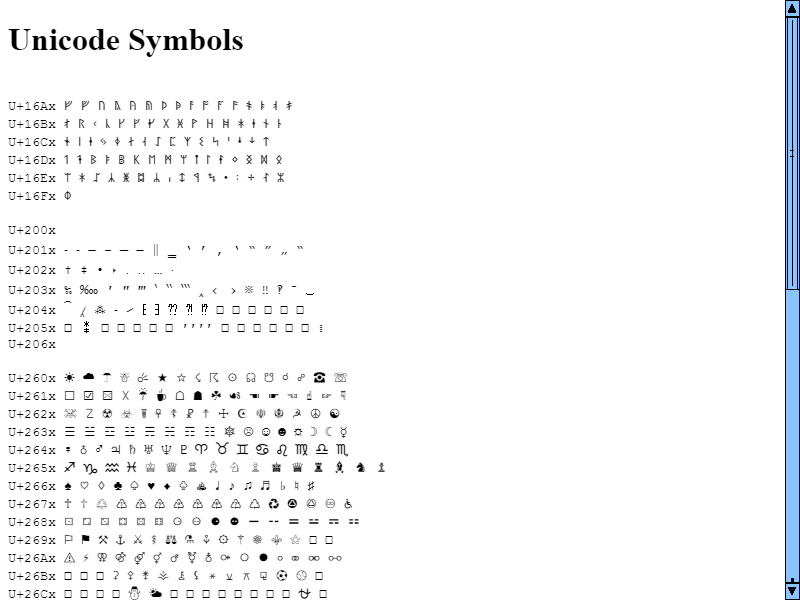 Unicode Symbols
U+16Ax ᚠ ᚡ ᚢ ᚣ ᚤ ᚥ ᚦ ᚧ ᚨ ᚩ ᚪ ᚫ ᚬ ᚭ ᚮ ᚯ
U+16Bx ᚰ ᚱ ᚲ ᚳ ᚴ ᚵ ᚶ ᚷ ᚸ ᚹ ᚺ ᚻ ᚼ ᚽ ᚾ ᚿ
U+16Cx ᛀ ᛁ ᛂ ᛃ ᛄ ᛅ ᛆ ᛇ ᛈ ᛉ ᛊ ᛋ ᛌ ᛍ ᛎ ᛏ
U+16Dx ᛐ ᛑ ᛒ ᛓ ᛔ ᛕ ᛖ ᛗ ᛘ ᛙ ᛚ ᛛ ᛜ ᛝ ᛞ ᛟ
U+16Ex ᛠ ᛡ ᛢ ᛣ ᛤ ᛥ ᛦ ᛧ ᛨ ᛩ ᛪ ᛫ ᛬ ᛭ ᛮ ᛯ
U+16Fx ᛰ
U+200x
U+201x ‐ ‑ ‒ – — ― ‖ ‗ ‘ ’ ‚ ‛ “ ” „ ‟
U+202x † ‡ • ‣ ․ ‥ … ‧
U+203x ‰ ‱ ′ ″ ‴ ‵ ‶ ‷ ‸ ‹ › ※ ‼ ‽ ‾ ‿
U+204x ⁀ ⁁ ⁂ ⁃ ⁄ ⁅ ⁆ ⁇ ⁈ ⁉ □ □ □ □ □ □
U+205x □ ⁑ □ □ □ □ □ ⁗ □ □ □ □ □ □ ⁞
U+206x
U+260x ☀ ☁ ☂ ☃ ☄ ★ ☆ ☇ ☈ ☉ ☊ ☋ ☌ ☍ ☎ ☏
U+261x ☐ ☑ ☒ ☓ ☔ ☕ ☖ ☗ ☘ ☙ ☚ ☛ ☜ ☝ ☞ ☟
U+262x ☠ ☡ ☢ ☣ ☤ ☥ ☦ ☧ ☨ ☩ ☪ ☫ ☬ ☭ ☮ ☯
U+263x ☰ ☱ ☲ ☳ ☴ ☵ ☶ ☷ ☸ ☹ ☺ ☻ ☼ ☽ ☾ ☿
U+264x ♀ ♁ ♂ ♃ ♄ ♅ ♆ ♇ ♈ ♉ ♊ ♋ ♌ ♍ ♎ ♏
U+265x ♐ ♑ ♒ ♓ ♔ ♕ ♖ ♗ ♘ ♙ ♚ ♛ ♜ ♝ ♞ ♟
U+266x ♠ ♡ ♢ ♣ ♤ ♥ ♦ ♧ ♨ ♩ ♪ ♫ ♬ ♭ ♮ ♯
U+267x ♰ ♱ ♲ ♳ ♴ ♵ ♶ ♷ ♸ ♹ ♺ ♻ ♼ ♽ ♾ ♿
U+268x ⚀ ⚁ ⚂ ⚃ ⚄ ⚅ ⚆ ⚇ ⚈ ⚉ ⚊ ⚋ ⚌ ⚍ ⚎ ⚏
U+269x ⚐ ⚑ ⚒ ⚓ ⚔ ⚕ ⚖ ⚗ ⚘ ⚙ ⚚ ⚛ ⚜ ⚝ □ □
U+26Ax ⚠ ⚡ ⚢ ⚣ ⚤ ⚥ ⚦ ⚧ ⚨ ⚩ ⚪ ⚫ ⚬ ⚭ ⚮ ⚯
U+26Bx □ □ □ ⚳ ⚴ ⚵ ⚶ ⚷ ⚸ ⚹ ⚺ ⚻ ⚼ ⚽ ⚾ □
U+26Cx □ □ □ □ ⛄ ⛅ □ □ □ □ □ □ □ □ ⛎ □